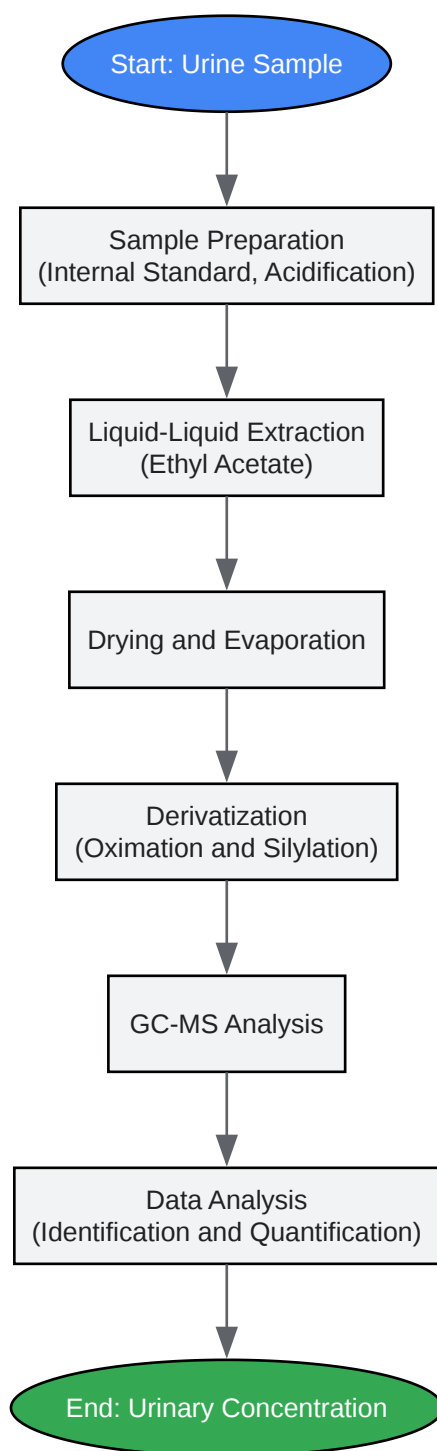 Start: Urine Sample
Sample Preparation
(Internal Standard, Acidification)
Liquid-Liquid Extraction
(Ethyl Acetate)
Drying and Evaporation
Derivatization
(Oximation and Silylation)
GC-MS Analysis
Data Analysis
(Identification and Quantification)
End: Urinary Concentration